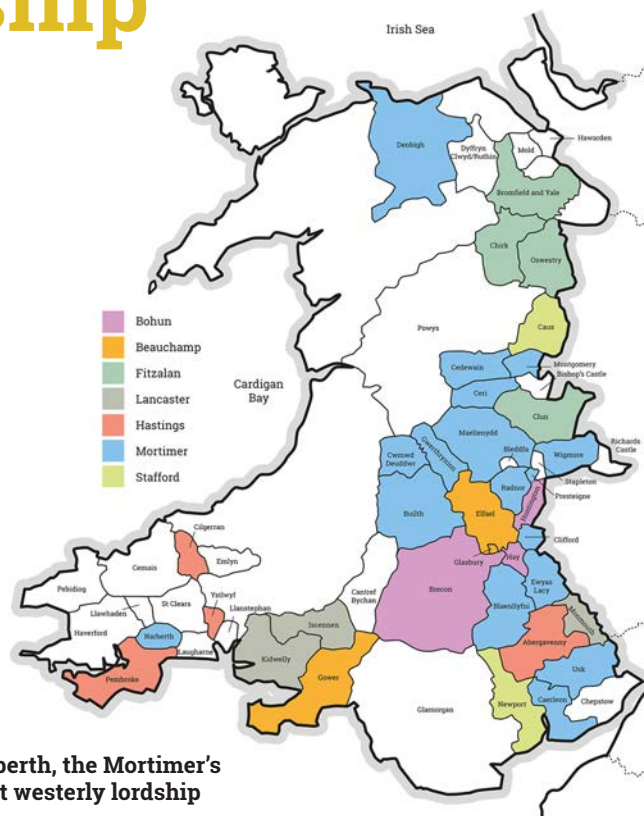 ship
Irish Sea
Hawarden
Denbigh
Dyffryn
Clwyd/Ruthin
Mold
Bromfield and Yale
Chirk
Oswestry
Bohun
Beauchamp
Fitzalan
Lancaster
Hastings
Mortimer
Stafford
Cardigan
Bay
Powys
Caus
Cedewain
Montgomery
Bishop's Castle
Ceri
Clun
Maelienydd
Gwerthrynion
Cwmwd
Deuddwr
Bleddfa
Wigmore
Richards
Castle
Stapleton
Presteigne
Radnor
Huntington
Builth
Elfael
Clifford
Glasbury
Hay
Cilgerran
Cemais
Emlyn
Pebidiog
Ystlwyf
Llanstephan
Llawhaden
St Clears
Haverford
Narberth
Laugharne
Pembroke
Cantref
Bychan
Iscennen
Kidwelly
Gower
Brecon
Ewyas
Lacy
Blaenllyfni
Monmouth
Abergavenny
Usk
Glamorgan
Newport
Caerleon
Chepstow
perth, the Mortimer's
t westerly lordship